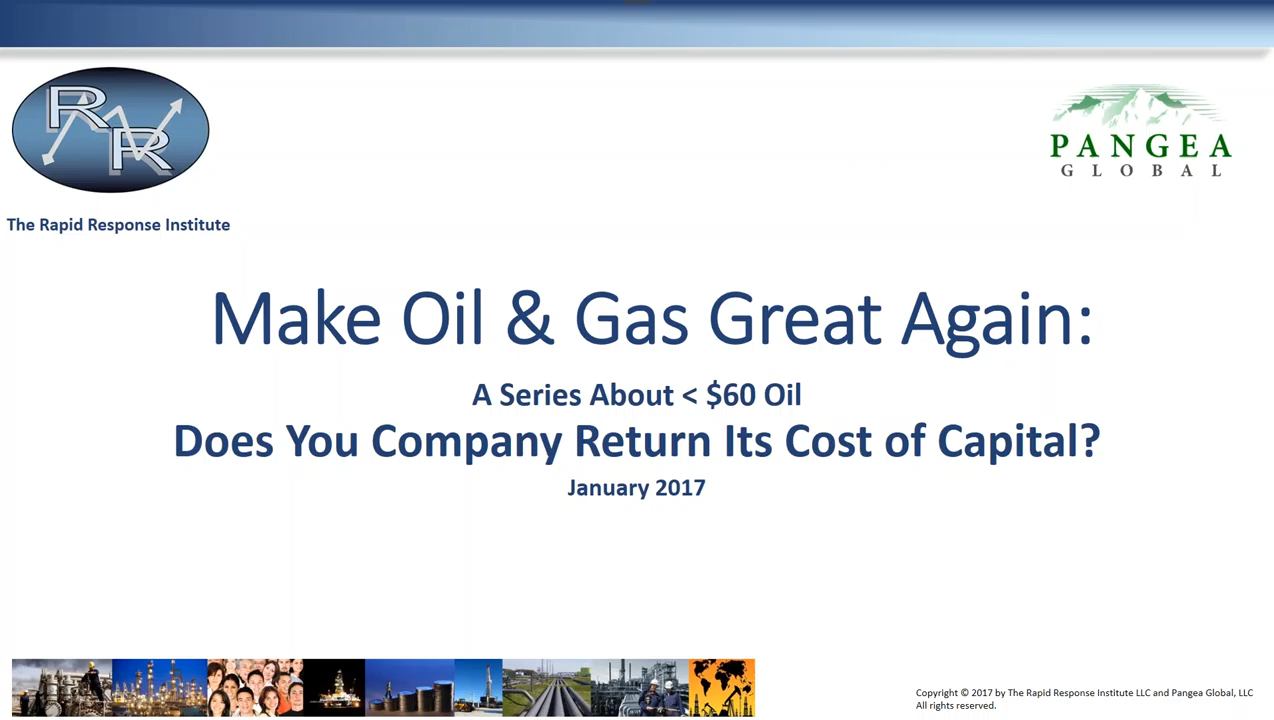 R
R
PANGEA
GLOBAL
The Rapid Response Institute
Make Oil & Gas Great Again:
A Series About < $60 Oil
Does You Company Return Its Cost of Capital?
January 2017
Copyright © 2017 by The Rapid Response Institute LLC and Pangea Global, LLC
All rights reserved.